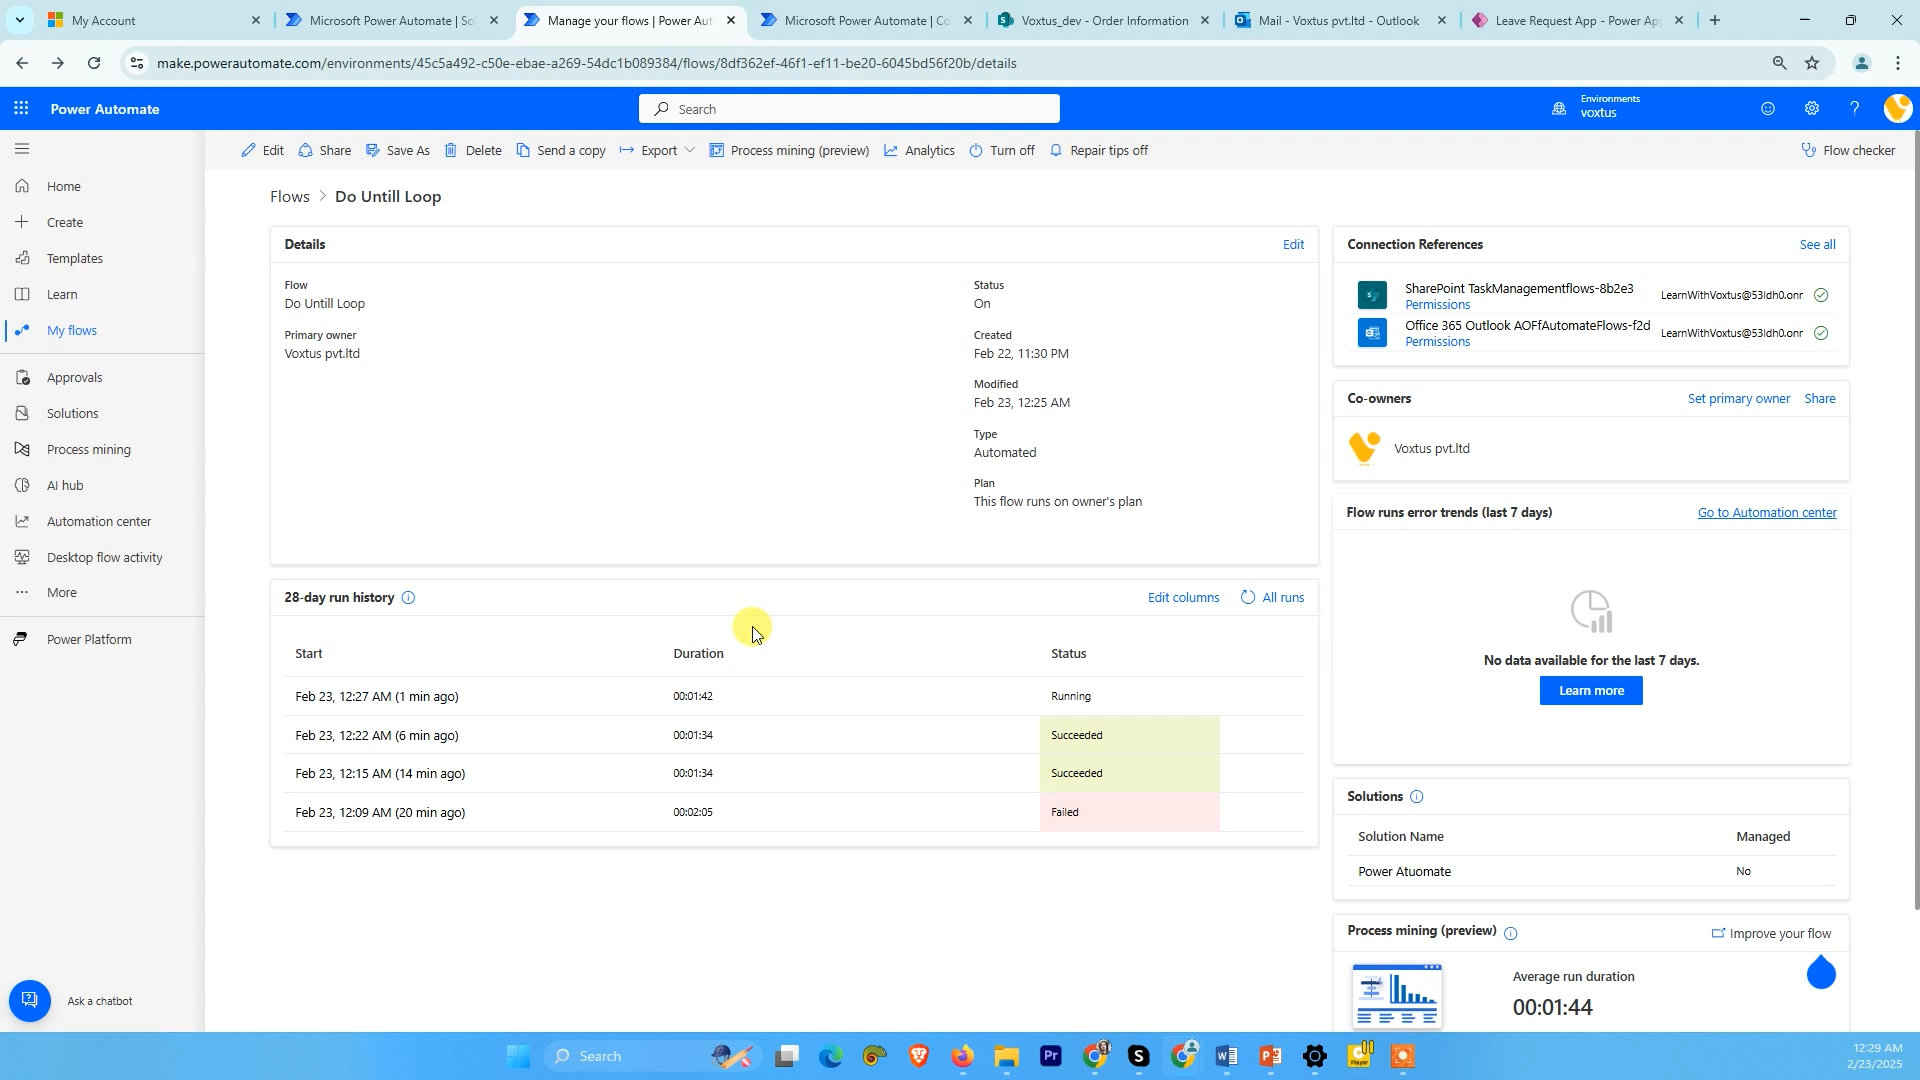 My Account
Microsoft Power Automate | So
Manage your flows | Power Aut
Microsoft Power Automate | Co
Voxtus_dev - Order Information
Mail - Voxtus pvt.ltd - Outlook
Leave Request App - Power Ap
make.powerautomate.com/environments/45c5a492-c50e-ebae-a269-54dc1b089384/flows/8df362ef-46f1-ef11-be20-6045bd56f20b/details
Power Automate
Search
Environments
voxtus
Edit Share Save As Delete Send a copy Export Process mining (preview) Analytics Turn off Repair tips off Flow checker
Home
Create
Templates
Learn
My flows
Approvals
Solutions
Process mining
AI hub
Automation center
Desktop flow activity
More
Power Platform
Ask a chatbot
Flows > Do Untill Loop
Details
Edit
Flow
Do Untill Loop
Primary owner
Voxtus pvt.ltd
Status
On
Created
Feb 22, 11:30 PM
Modified
Feb 23, 12:25 AM
Type
Automated
Plan
This flow runs on owner's plan
28-day run history
Edit columns
All runs
Start Duration Status
Feb 23, 12:27 AM (1 min ago) 00:01:42 Running
Feb 23, 12:22 AM (6 min ago) 00:01:34 Succeeded
Feb 23, 12:15 AM (14 min ago) 00:01:34 Succeeded
Feb 23, 12:09 AM (20 min ago) 00:02:05 Failed
Connection References
See all
SharePoint TaskManagementflows-8b2e3
Permissions
LearnWithVoxtus@53ldh0.onr
Office 365 Outlook AOFfAutomateFlows-f2d
Permissions
LearnWithVoxtus@53ldh0.onr
Co-owners
Set primary owner
Share
Voxtus pvt.ltd
Flow runs error trends (last 7 days)
Go to Automation center
No data available for the last 7 days.
Learn more
Solutions
Solution Name Managed
Power Atuomate No
Process mining (preview)
Improve your flow
Average run duration
00:01:44
Search
Pr
12:29 AM
2/23/2025